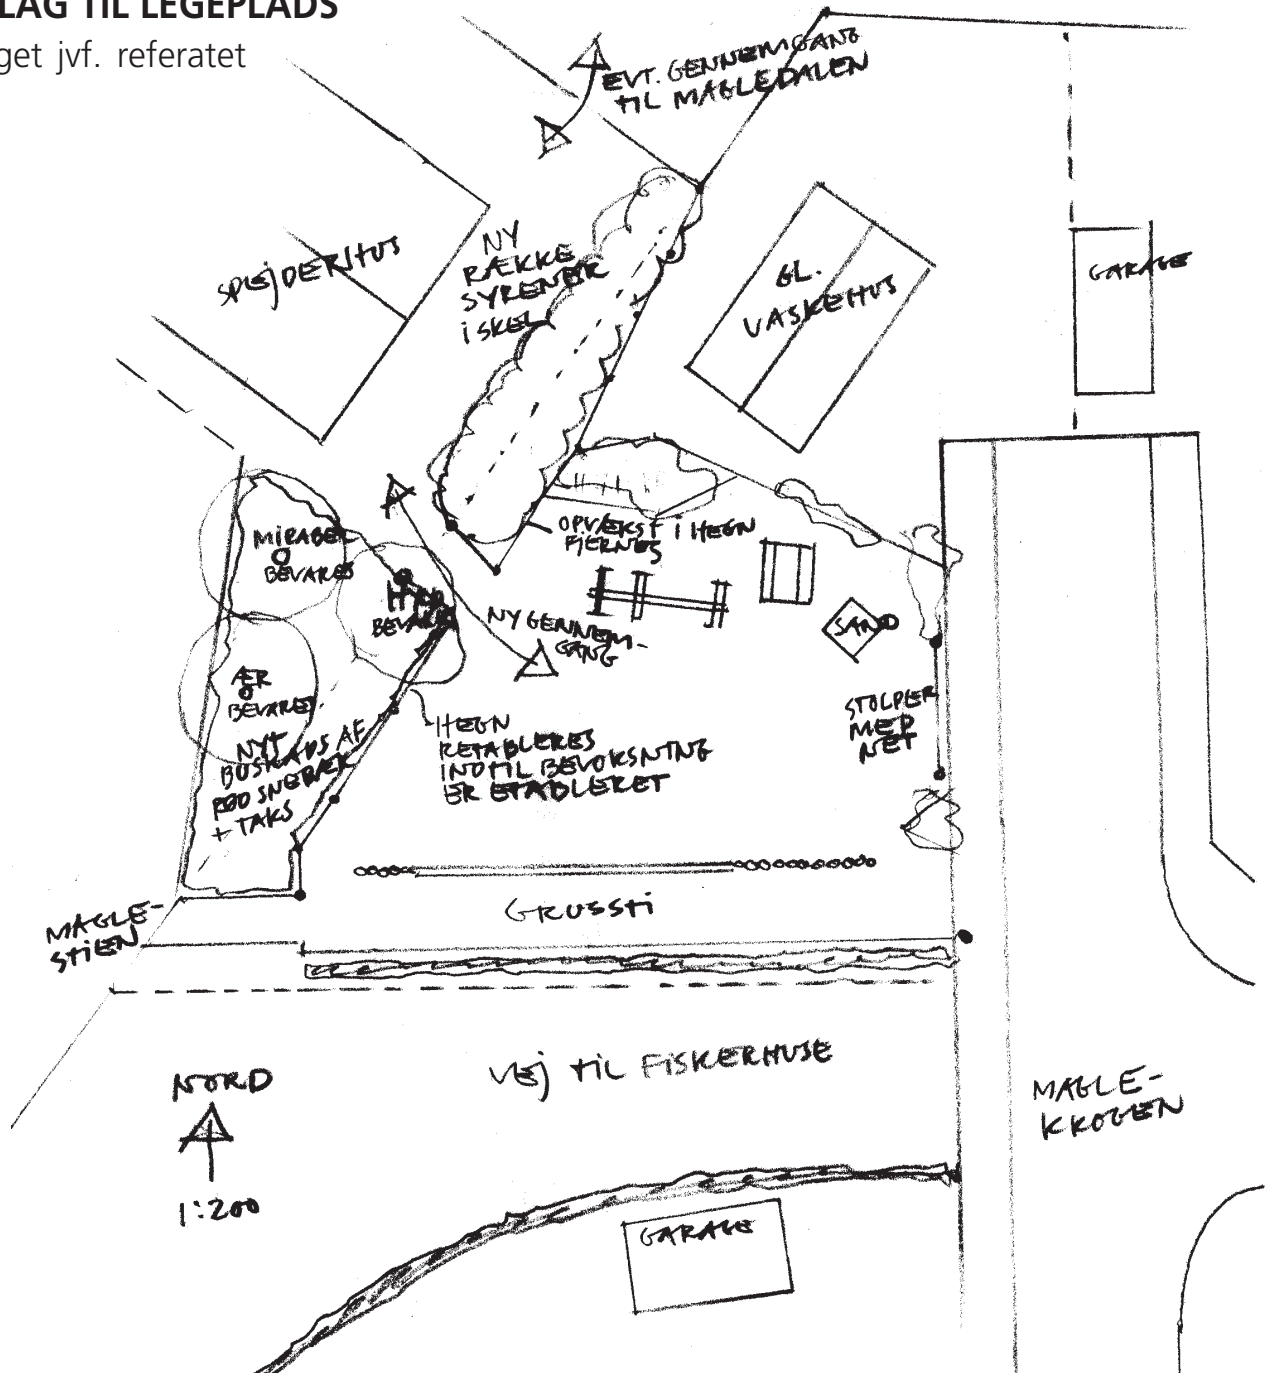 LAG TIL LEGEPLADS
get jvf. referatet
EVT. GENNEMGANG
TIL MAGLEDALEN
SPEJDERHUS
NY
RÆKKE
SYRENER
i SKEL
GL.
VASKEHUS
GARAGE
MIRABEL
BEVARES
BEVARES
OPVÆKST I HEGN
FJERNES
NY GENNEM-
GANG
SAND
ÆR
BEVARES
STOLPER
MED
NET
HEGN
RETABLERES
INDTIL BEVOKSNING
ER ETABLERET
NYT
BUSKADS AF
RØD SNEBÆR
+ TAKS
GRUSSTI
MAGLE-
STIEN
VEJ TIL FISKERHUSE
NORD
1:200
MAGLE-
KROGEN
GARAGE